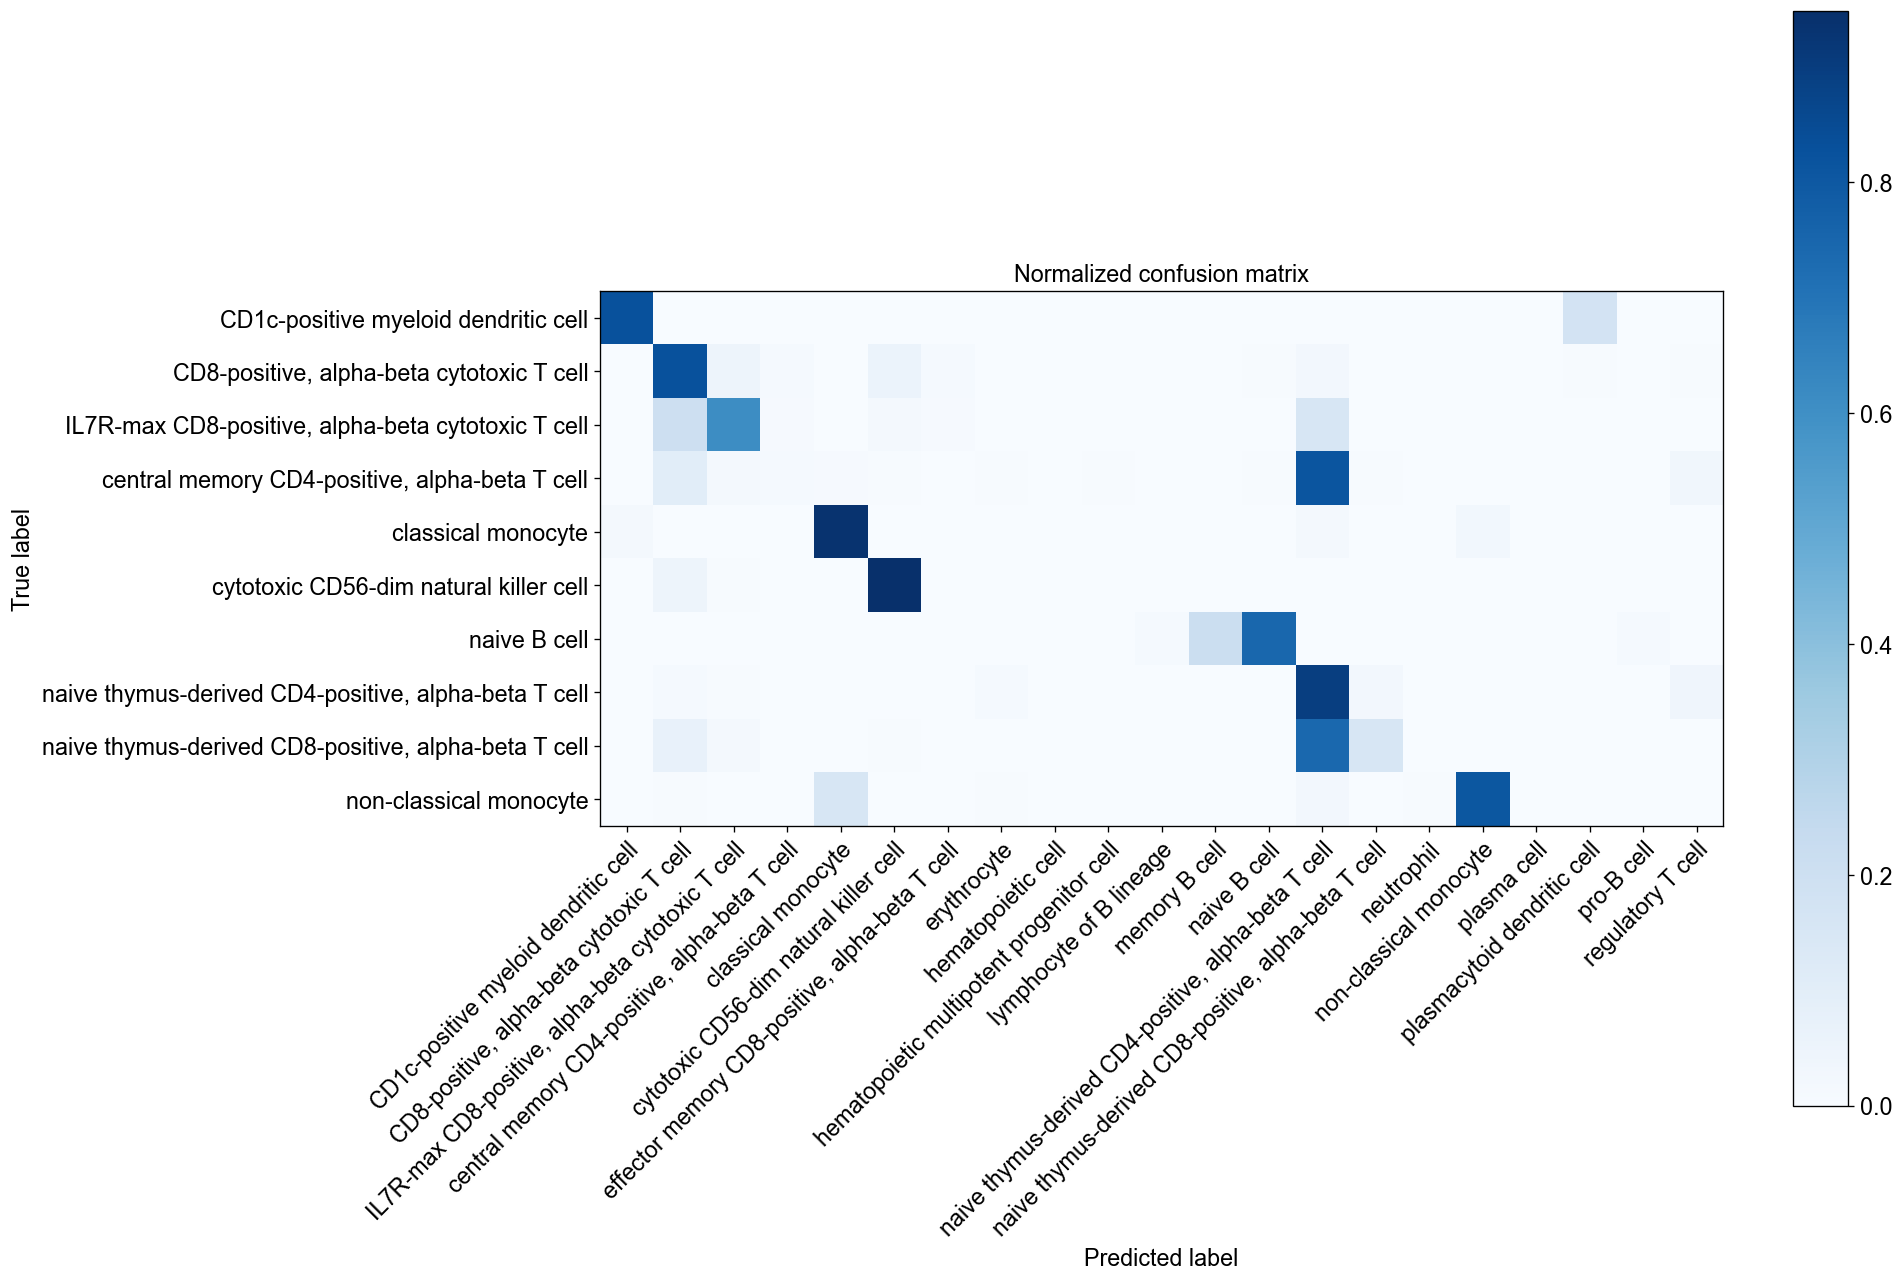 Normalized confusion matrix
True label
CD1c-positive myeloid dendritic cell
CD8-positive, alpha-beta cytotoxic T cell
IL7R-max CD8-positive, alpha-beta cytotoxic T cell
central memory CD4-positive, alpha-beta T cell
classical monocyte
cytotoxic CD56-dim natural killer cell
naive B cell
naive thymus-derived CD4-positive, alpha-beta T cell
naive thymus-derived CD8-positive, alpha-beta T cell
non-classical monocyte
CD1c-positive myeloid dendritic cell
CD8-positive, alpha-beta cytotoxic T cell
IL7R-max CD8-positive, alpha-beta cytotoxic T cell
central memory CD4-positive, alpha-beta T cell
classical monocyte
cytotoxic CD56-dim natural killer cell
effector memory CD8-positive, alpha-beta T cell
erythrocyte
hematopoietic cell
hematopoietic multipotent progenitor cell
lymphocyte of B lineage
memory B cell
naive B cell
naive thymus-derived CD4-positive, alpha-beta T cell
naive thymus-derived CD8-positive, alpha-beta T cell
neutrophil
non-classical monocyte
plasma cell
plasmacytoid dendritic cell
pro-B cell
regulatory T cell
Predicted label
0.8
0.6
0.4
0.2
0.0